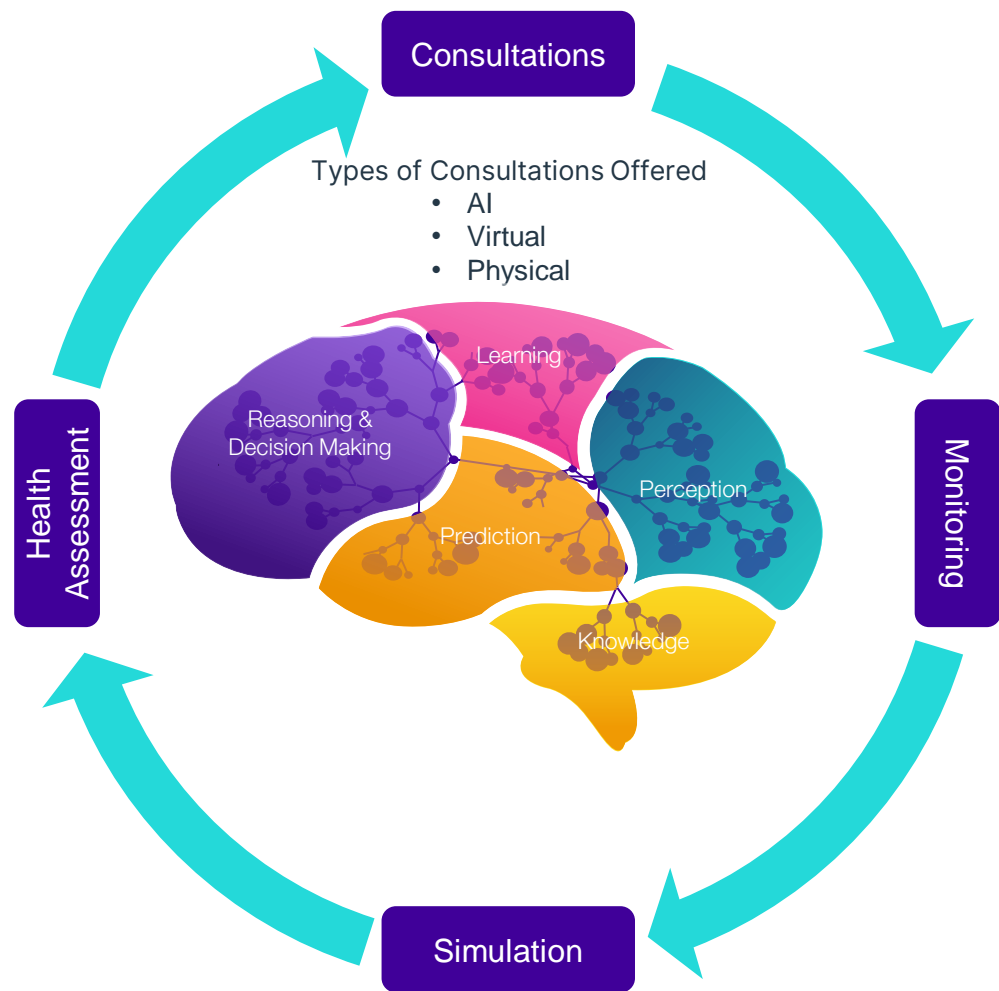 Consultations
Types of Consultations Offered
• AI
• Virtual
• Physical
Learning
Reasoning &
Decision Making
Perception
Prediction
Knowledge
Health
Assessment
Monitoring
Simulation